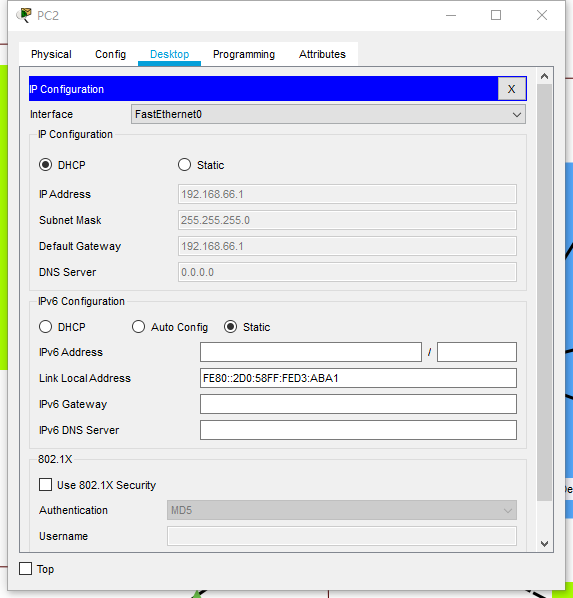 PC2
Physical Config Desktop Programming Attributes
IP Configuration X
Interface FastEthernet0
IP Configuration
DHCP Static
IP Address 192.168.66.1
Subnet Mask 255.255.255.0
Default Gateway 192.168.66.1
DNS Server 0.0.0.0
IPv6 Configuration
DHCP Auto Config Static
IPv6 Address /
Link Local Address FE80::2D0:58FF:FED3:ABA1
IPv6 Gateway
IPv6 DNS Server
802.1X
Use 802.1X Security
Authentication MD5
Username
Top